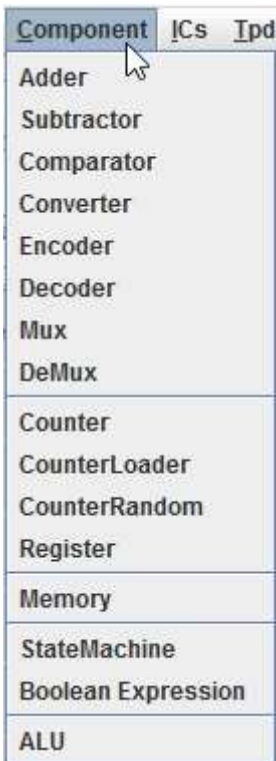 Component ICs Tpd
Adder
Subtractor
Comparator
Converter
Encoder
Decoder
Mux
DeMux
Counter
CounterLoader
CounterRandom
Register
Memory
StateMachine
Boolean Expression
ALU